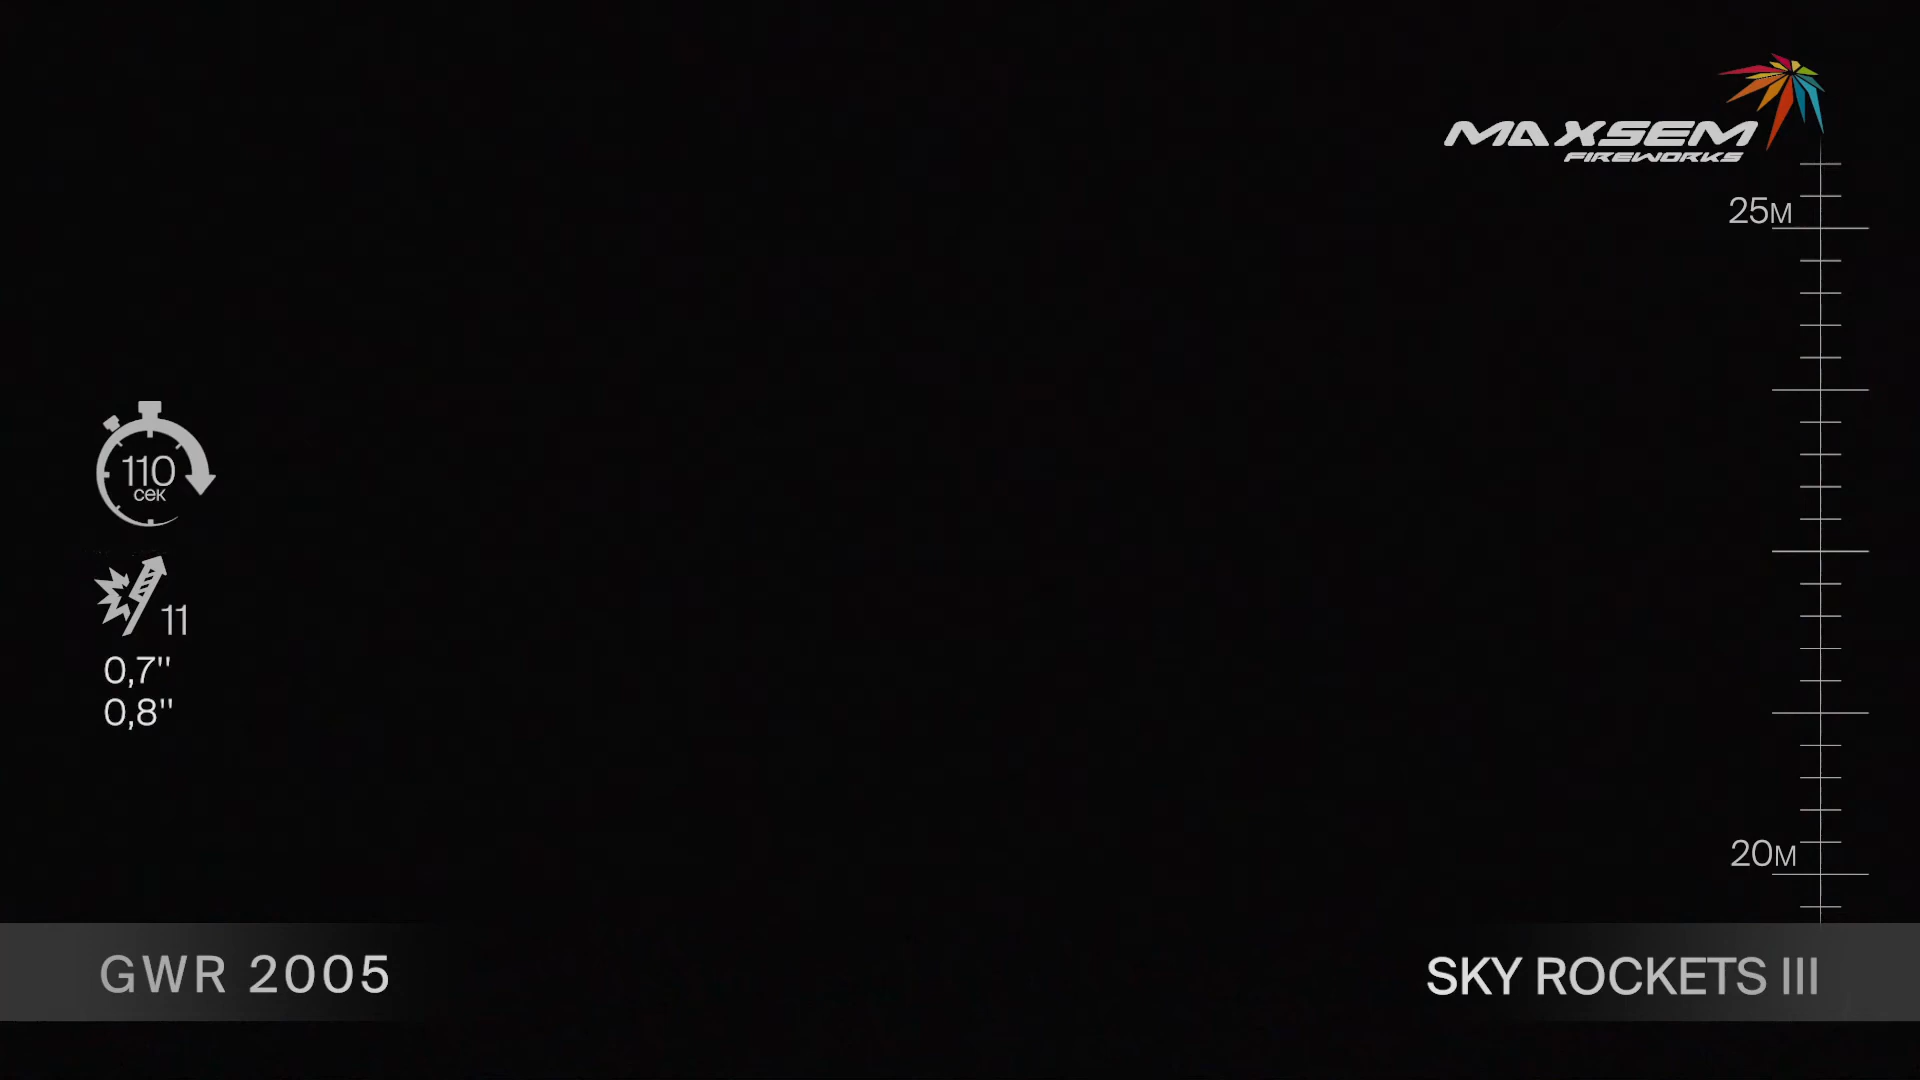 MAXSEM
FIREWORKS
25м
110
сек
11
0,7"
0,8"
20м
GWR 2005
SKY ROCKETS III